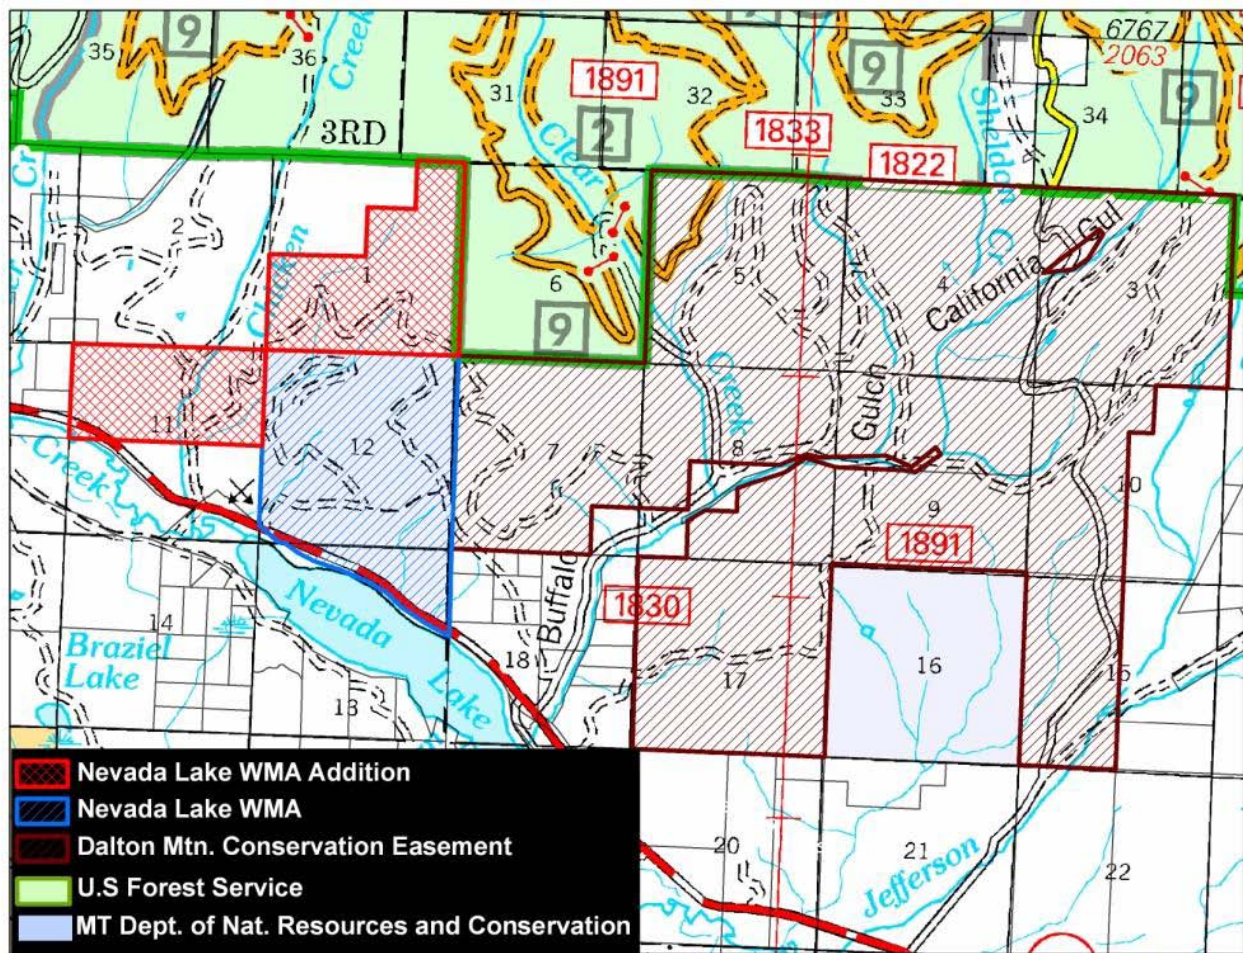 6767
2063
9
35
36
Creek
31
1891
32
9
33
Sheldon Cr
34
9
3RD
Clear
2
1833
1822
Cr
2
Chicken
1
6
9
5
4
California Gul
3
11
12
7
Creek
8
Gulch
9
10
Creek
1891
Nevada
Lake
Buffalo
1830
14
Braziel
Lake
13
18
17
16
15
Nevada Lake WMA Addition
Nevada Lake WMA
Dalton Mtn. Conservation Easement
U.S Forest Service
MT Dept. of Nat. Resources and Conservation
20
21
22
Jefferson